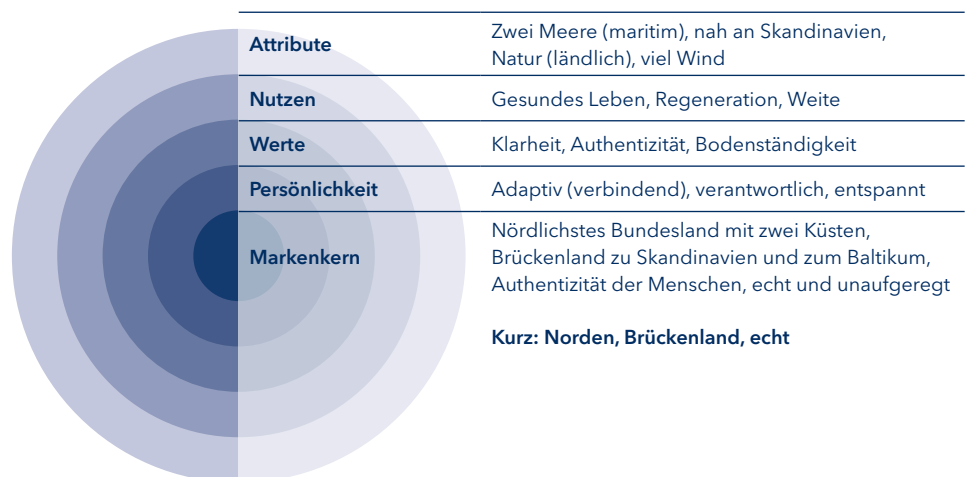 Attribute
Zwei Meere (maritim), nah an Skandinavien,
Natur (ländlich), viel Wind
Nutzen
Gesundes Leben, Regeneration, Weite
Werte
Klarheit, Authentizität, Bodenständigkeit
Persönlichkeit
Adaptiv (verbindend), verantwortlich, entspannt
Markenkern
Nördlichstes Bundesland mit zwei Küsten,
Brückenland zu Skandinavien und zum Baltikum,
Authentizität der Menschen, echt und unaufgeregt
Kurz: Norden, Brückenland, echt